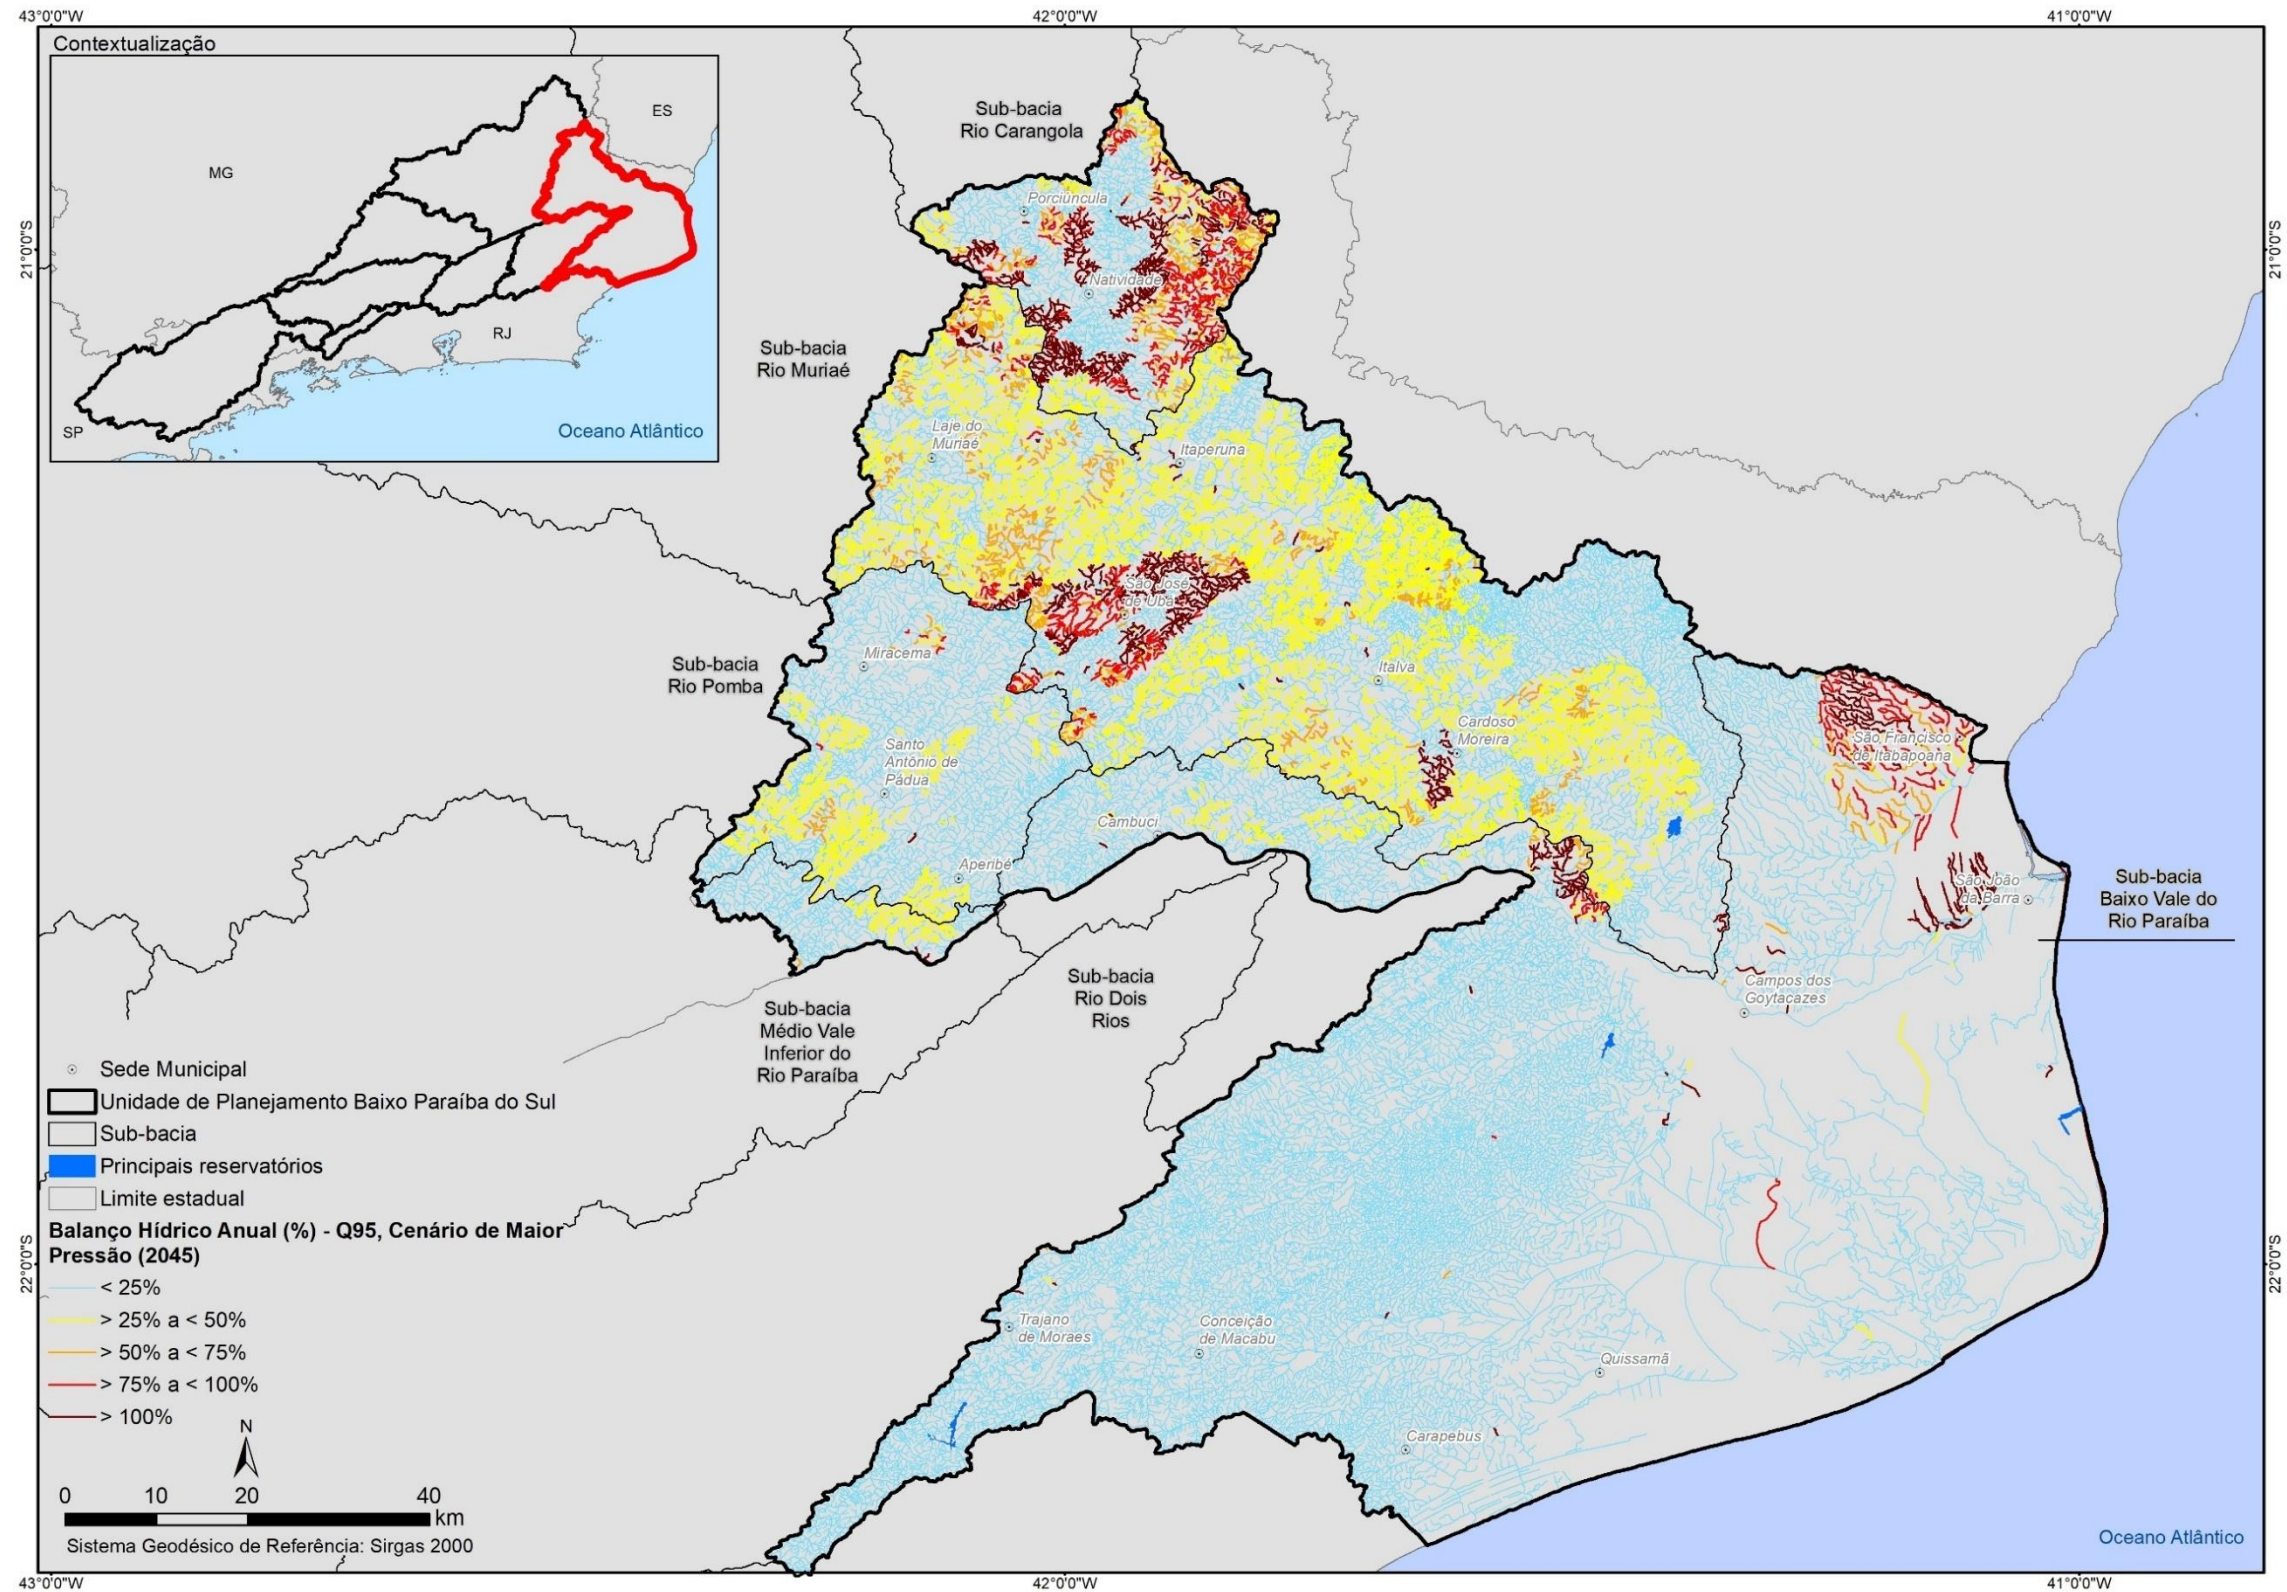 43°0'0"W
42°0'0"W
41°0'0"W
Contextualização
ES
MG
RJ
SP
Oceano Atlântico
21°0'0"S
21°0'0"S
Sub-bacia
Rio Carangola
Porciúncula
Natividade
Sub-bacia
Rio Muriaé
Laje do
Muriaé
Itaperuna
São José
de Ubá
Sub-bacia
Rio Pomba
Miracema
Italva
Santo
Antônio de
Pádua
Cardoso
Moreira
São Francisco
de Itabapoana
Cambuci
Aperibé
São João
da Barra
Sub-bacia
Baixo Vale do
Rio Paraíba
Sub-bacia
Rio Dois
Rios
Campos dos
Goytacazes
Sub-bacia
Médio Vale
Inferior do
Rio Paraíba
Sede Municipal
Unidade de Planejamento Baixo Paraíba do Sul
Sub-bacia
Principais reservatórios
Limite estadual
Balanço Hídrico Anual (%) - Q95, Cenário de Maior
Pressão (2045)
< 25%
> 25% a < 50%
> 50% a < 75%
> 75% a < 100%
> 100%
22°0'0"S
22°0'0"S
Trajano
de Moraes
Conceição
de Macabu
Quissamã
Carapebus
N
0 10 20 40
km
Sistema Geodésico de Referência: Sirgas 2000
Oceano Atlântico
43°0'0"W
42°0'0"W
41°0'0"W